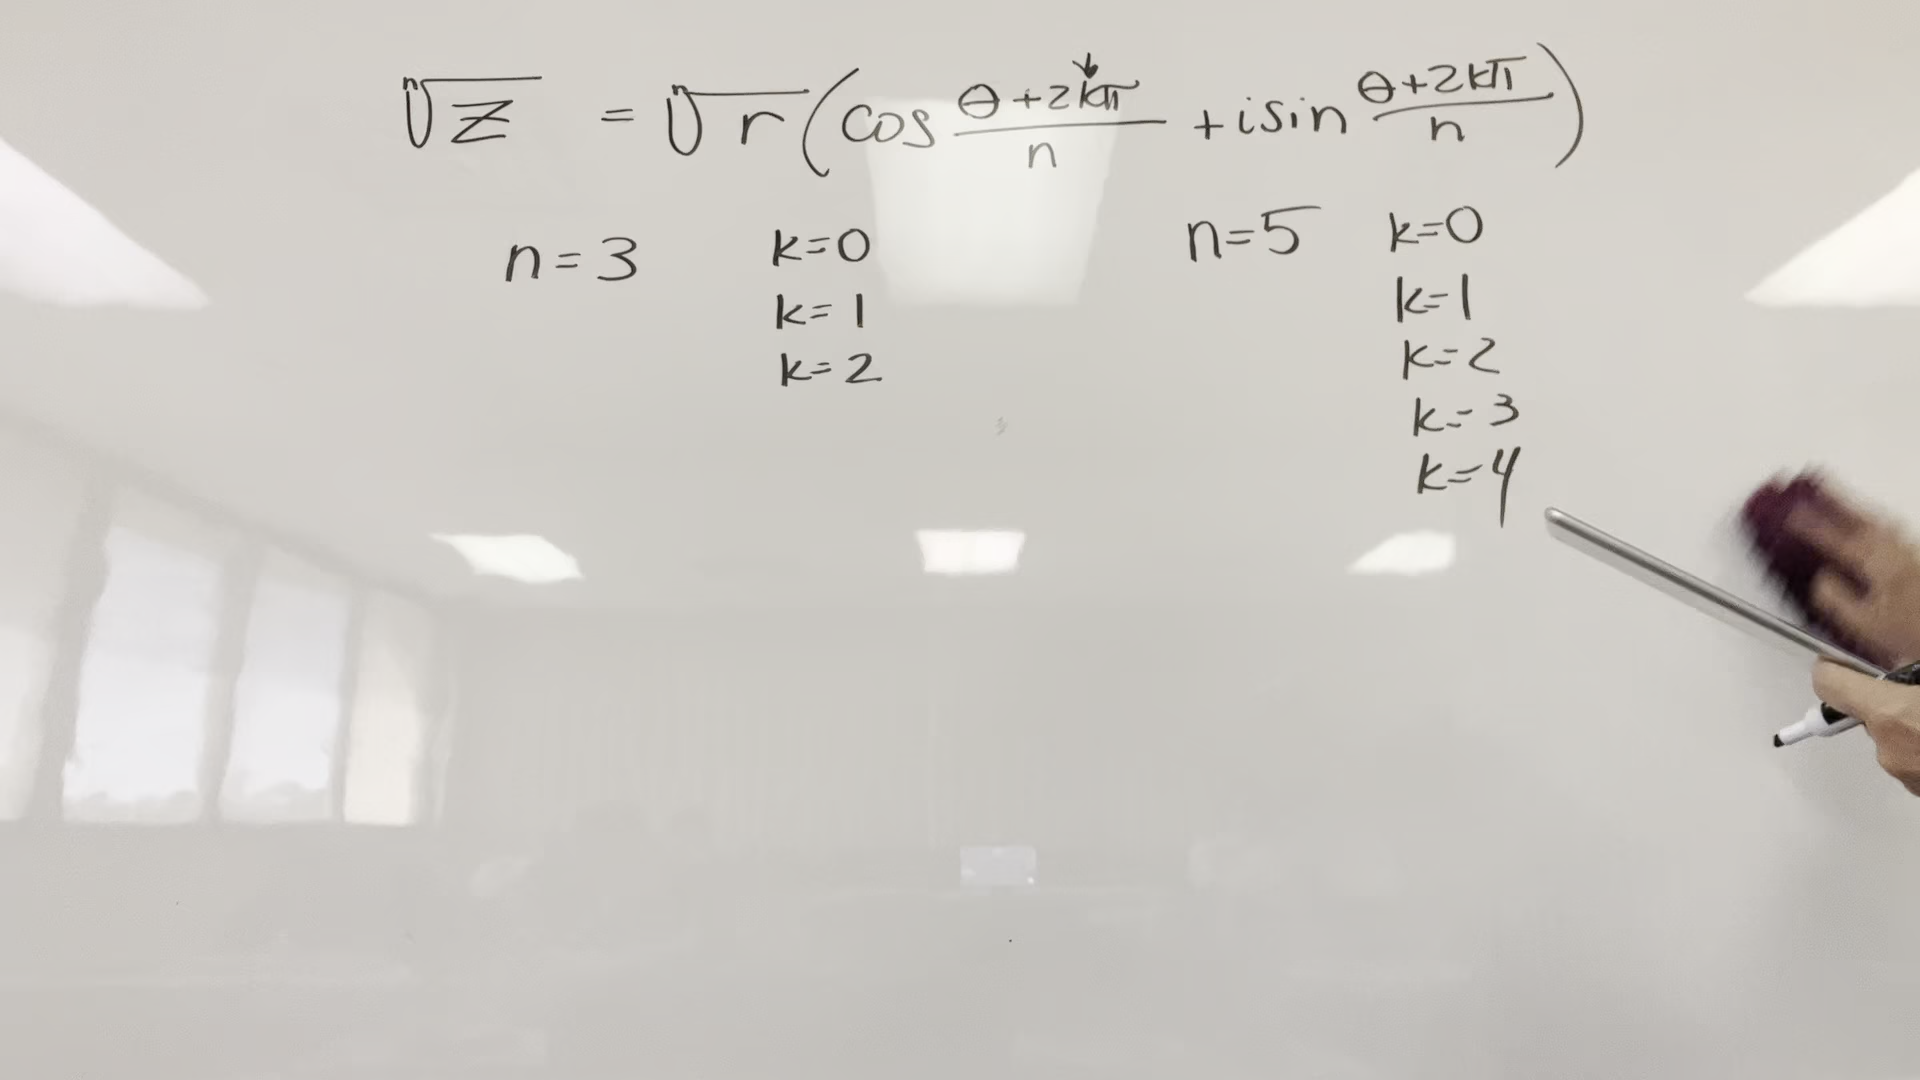 ⁿ√z = ⁿ√r (cos (θ+2kπ)/n + i sin (θ+2kπ)/n)
n=3
k=0
k=1
k=2
n=5
k=0
k=1
k=2
k=3
k=4